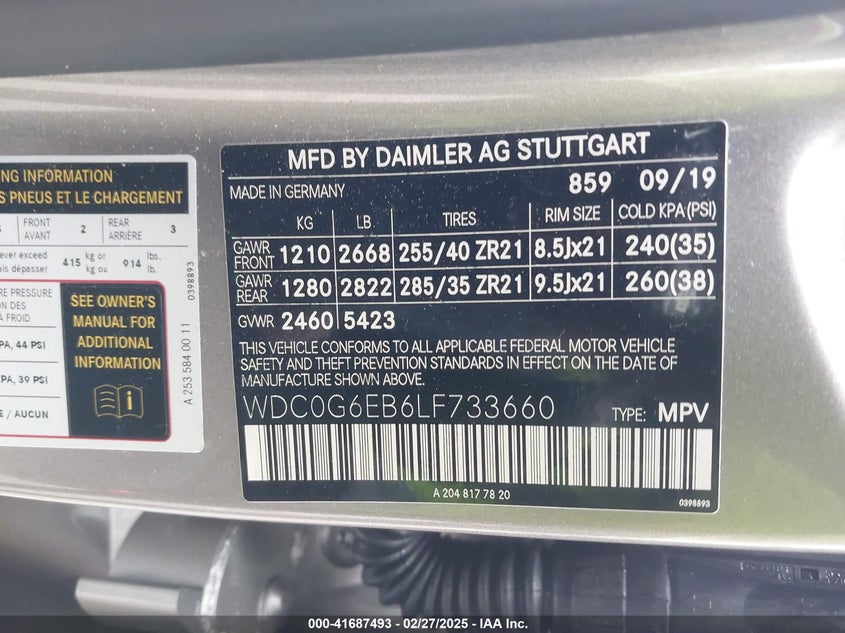 NG INFORMATION
S PNEUS ET LE CHARGEMENT
FRONT
AVANT
2
REAR
ARRIÈRE
3
ever exceed
ais dépasser
415 kg or
kg ou
914 lbs.
lb.
RE PRESSURE
ON DES
À FROID
PA, 44 PSI
PA, 39 PSI
E / AUCUN
SEE OWNER'S
MANUAL FOR
ADDITIONAL
INFORMATION
A 253 584 00 11
0398893
MFD BY DAIMLER AG STUTTGART
MADE IN GERMANY 859 09/19
KG LB TIRES RIM SIZE COLD KPA(PSI)
GAWR FRONT 1210 2668 255/40 ZR21 8.5Jx21 240(35)
GAWR REAR 1280 2822 285/35 ZR21 9.5Jx21 260(38)
GVWR 2460 5423
THIS VEHICLE CONFORMS TO ALL APPLICABLE FEDERAL MOTOR VEHICLE
SAFETY AND THEFT PREVENTION STANDARDS IN EFFECT ON THE DATE OF
MANUFACTURE SHOWN ABOVE.
WDC0G6EB6LF733660 TYPE: MPV
A 204 817 78 20
0398893
000-41687493 - 02/27/2025 - IAA Inc.